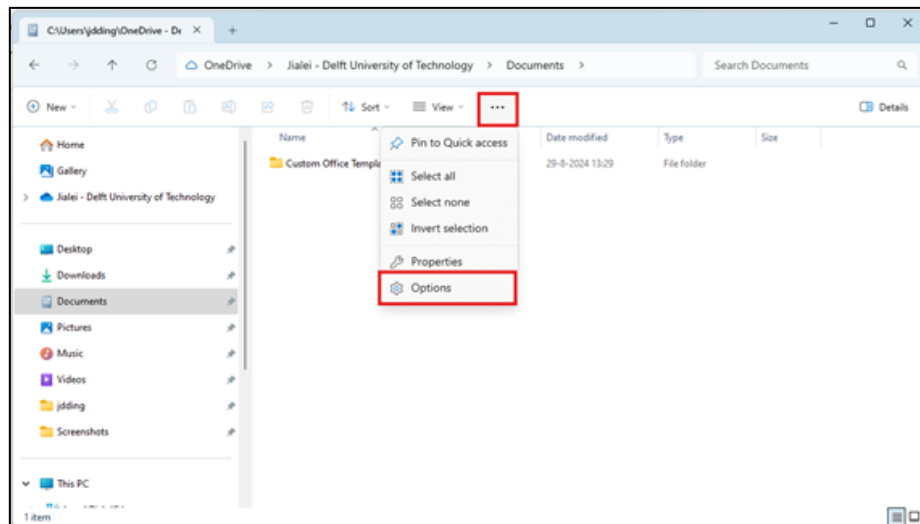 C:\Users\jdding\OneDrive - De
OneDrive > Jialei - Delft University of Technology > Documents >
Search Documents
New
Sort
View
...
Details
Home
Gallery
Jialei - Delft University of Technology
Desktop
Downloads
Documents
Pictures
Music
Videos
jdding
Screenshots
This PC
Name
Date modified
Type
Size
Custom Office Templa
29-8-2024 13:29
File folder
Pin to Quick access
Select all
Select none
Invert selection
Properties
Options
1 item